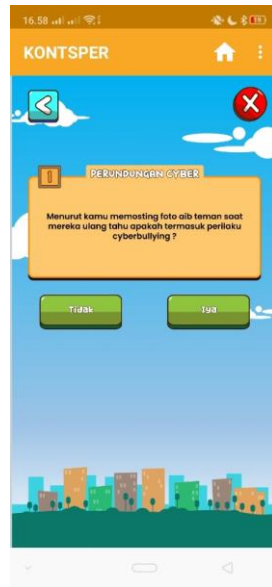 16.58
KONTSPER
1
PERUNDUNGAN CYBER
Menurut kamu memosting foto aib teman saat
mereka ulang tahu apakah termasuk perilaku
cyberbullying ?
Tidak
Iya